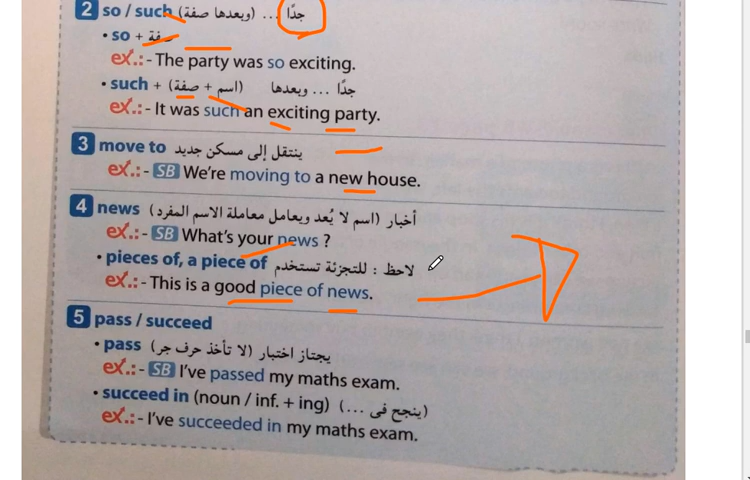 2 so / such (وبعدها صفة) ... جدًا
• so + صفة
ex.:- The party was so exciting.
• such + (اسم + صفة) جدًا ... وبعدها
ex.:- It was such an exciting party.
3 move to ينتقل إلى مسكن جديد
ex.:- SB We're moving to a new house.
4 news أخبار (اسم لا يُعد ويعامل معاملة الاسم المفرد)
ex.:- SB What's your news ?
• pieces of, a piece of لاحظ : للتجزئة تستخدم
ex.:- This is a good piece of news.
5 pass / succeed
• pass يجتاز اختبار (لا تأخذ حرف جر)
ex.:- SB I've passed my maths exam.
• succeed in (noun / inf. + ing) (ينجح فى ...)
ex.:- I've succeeded in my maths exam.